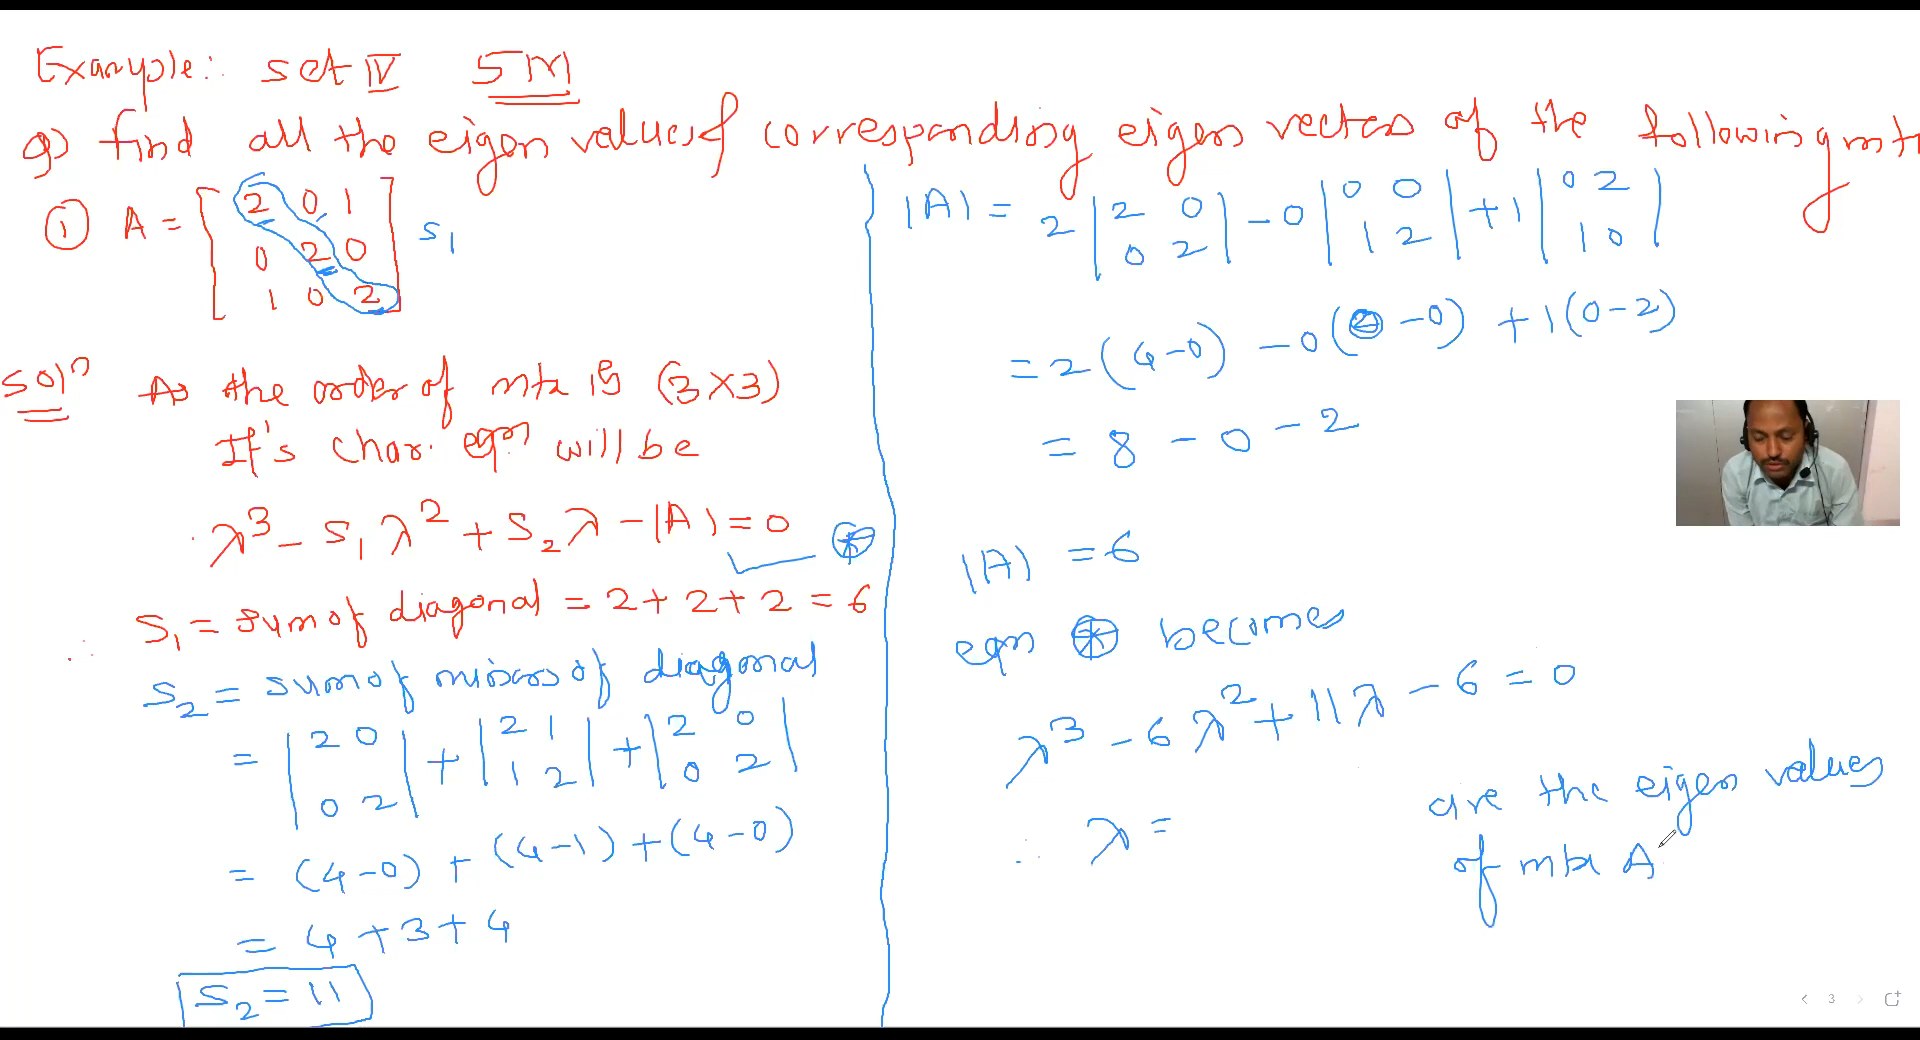 Example: set IV 5M
Q) find all the eigen values & corresponding eigen vectors of the following mt
① A = [ 2 0 1
0 2 0
1 0 2 ] S₁
Solⁿ As the order of mtx is (3×3)
It's char. eqn will be
λ³ - S₁λ² + S₂λ - |A| = 0 ⊛
∴ S₁ = sum of diagonal = 2+2+2 = 6
S₂ = sum of minors of diagonal
= |2 0| + |2 1| + |2 0|
|0 2| |1 2| |0 2|
= (4-0) + (4-1) + (4-0)
= 4+3+4
S₂ = 11
|A| = 2 |2 0| - 0 |0 0| + 1 |0 2|
|0 2| |1 2| |1 0|
= 2(4-0) - 0( -0) + 1(0-2)
= 8 - 0 - 2
|A| = 6
eqn ⊛ becomes
λ³ - 6λ² + 11λ - 6 = 0
∴ λ = are the eigen values
of mtx A
3